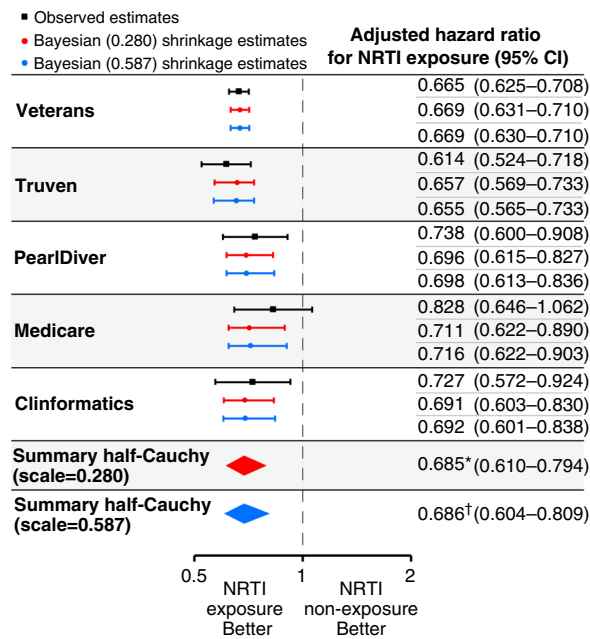 Observed estimates
Bayesian (0.280) shrinkage estimates
Bayesian (0.587) shrinkage estimates
Adjusted hazard ratio
for NRTI exposure (95% CI)
Veterans
0.665 (0.625–0.708)
0.669 (0.631–0.710)
0.669 (0.630–0.710)
Truven
0.614 (0.524–0.718)
0.657 (0.569–0.733)
0.655 (0.565–0.733)
PearlDiver
0.738 (0.600–0.908)
0.696 (0.615–0.827)
0.698 (0.613–0.836)
Medicare
0.828 (0.646–1.062)
0.711 (0.622–0.890)
0.716 (0.622–0.903)
Clinformatics
0.727 (0.572–0.924)
0.691 (0.603–0.830)
0.692 (0.601–0.838)
Summary half-Cauchy
(scale=0.280)
0.685* (0.610–0.794)
Summary half-Cauchy
(scale=0.587)
0.686† (0.604–0.809)
0.5 1 2
NRTI
exposure
Better
NRTI
non-exposure
Better